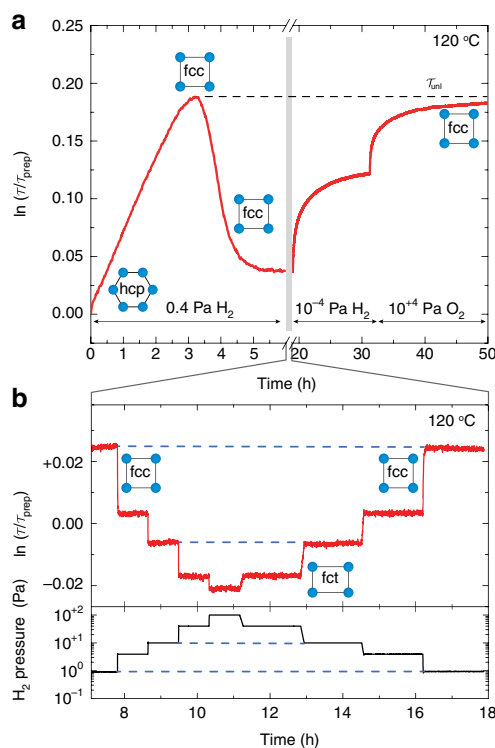 a
120 °C
0.25
0.20
0.15
0.10
0.05
0.00
ln (τ/τprep)
fcc
τunl
fcc
fcc
hcp
0.4 Pa H₂
10⁻⁴ Pa H₂
10⁺⁴ Pa O₂
0 1 2 3 4 5 20 30 40 50
Time (h)
b
120 °C
+0.02
0.00
−0.02
ln (τ/τprep)
fcc
fcc
fct
10⁺²
10⁺¹
10⁰
10⁻¹
H₂ pressure (Pa)
8 10 12 14 16 18
Time (h)